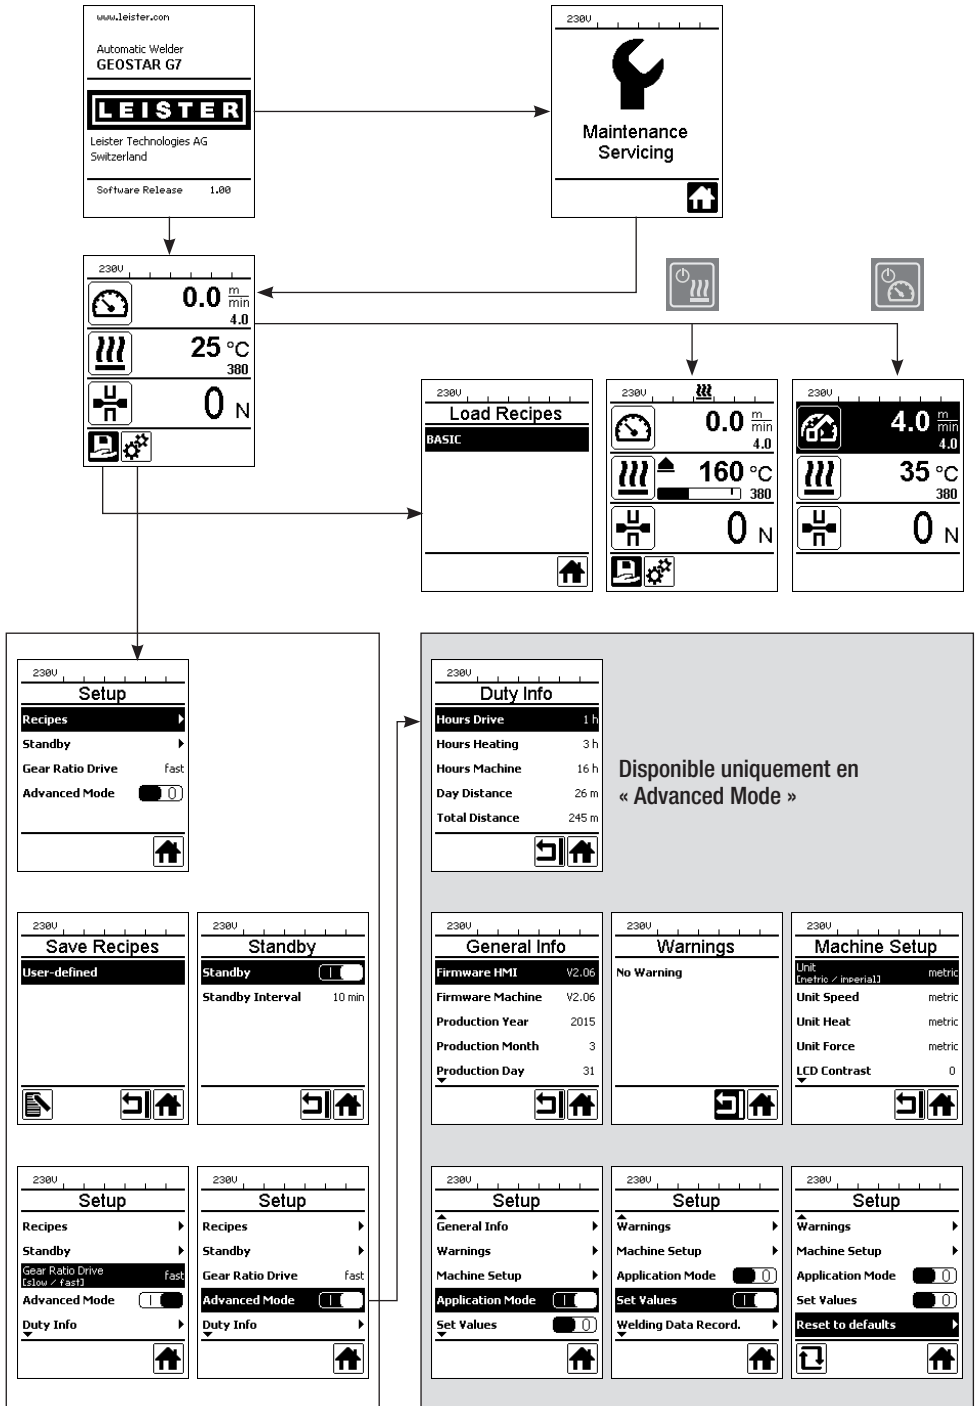 www.leister.com
Automatic Welder
GEOSTAR G7
LEISTER
Leister Technologies AG
Switzerland
Software Release 1.00
230V
Maintenance
Servicing
230V
0.0 m/min
4.0
25 °C
380
0 N
230V
Load Recipes
BASIC
230V
0.0 m/min
4.0
160 °C
380
0 N
230V
4.0 m/min
4.0
35 °C
380
0 N
230V
Setup
Recipes
Standby
Gear Ratio Drive fast
Advanced Mode 0
230V
Duty Info
Hours Drive 1 h
Hours Heating 3 h
Hours Machine 16 h
Day Distance 26 m
Total Distance 245 m
Disponible uniquement en
« Advanced Mode »
230V
Save Recipes
User-defined
230V
Standby
Standby I
Standby Interval 10 min
230V
General Info
Firmware HMI V2.06
Firmware Machine V2.06
Production Year 2015
Production Month 3
Production Day 31
230V
Warnings
No Warning
230V
Machine Setup
Unit
[metric / inperial] metric
Unit Speed metric
Unit Heat metric
Unit Force metric
LCD Contrast 0
230V
Setup
Recipes
Standby
Gear Ratio Drive
[slow / fast] fast
Advanced Mode I
Duty Info
230V
Setup
Recipes
Standby
Gear Ratio Drive fast
Advanced Mode I
Duty Info
230V
Setup
General Info
Warnings
Machine Setup
Application Mode I
Set Values 0
230V
Setup
Warnings
Machine Setup
Application Mode 0
Set Values I
Welding Data Record.
230V
Setup
Warnings
Machine Setup
Application Mode 0
Set Values 0
Reset to defaults